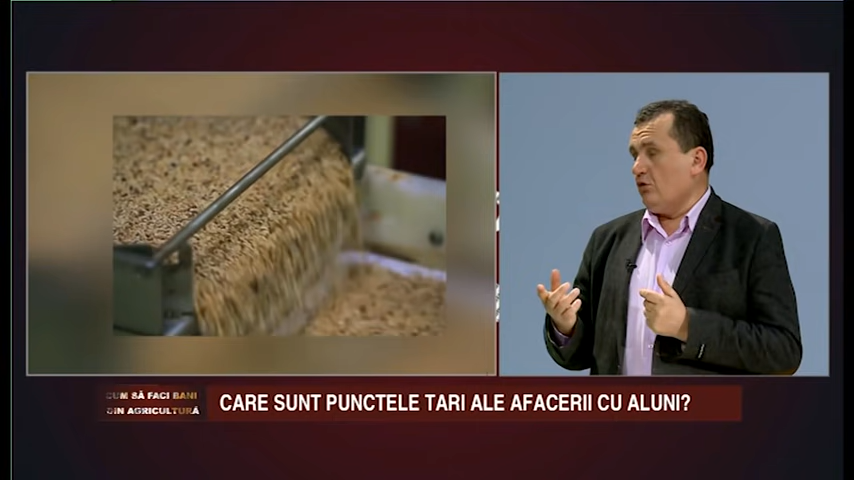 CUM SĂ FACI BANI
DIN AGRICULTURĂ
CARE SUNT PUNCTELE TARI ALE AFACERII CU ALUNI?